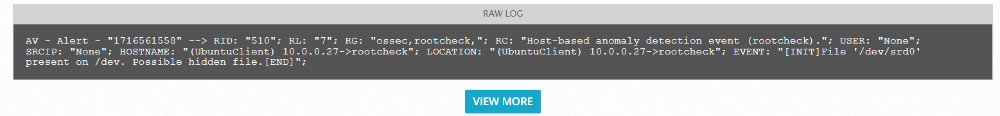 RAW LOG
AV - Alert - "1716561558" --> RID: "510"; RL: "7"; RG: "ossec,rootcheck,"; RC: "Host-based anomaly detection event (rootcheck)."; USER: "None";
SRCIP: "None"; HOSTNAME: "(UbuntuClient) 10.0.0.27->rootcheck"; LOCATION: "(UbuntuClient) 10.0.0.27->rootcheck"; EVENT: "[INIT]File '/dev/srd0'
present on /dev. Possible hidden file.[END]";
VIEW MORE